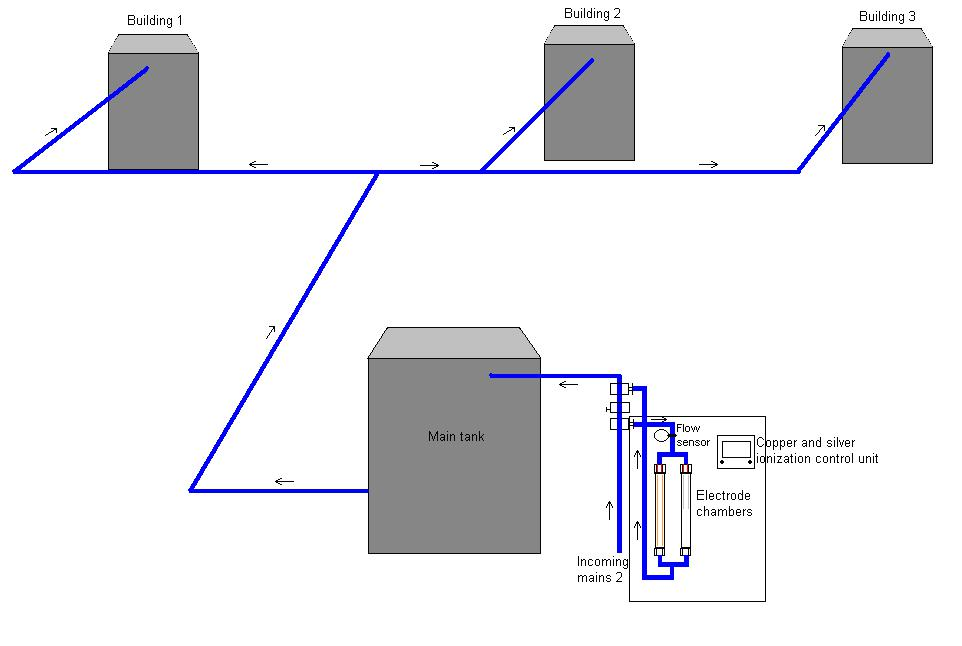 Building 1
Building 2
Building 3
Main tank
Flow
sensor
Copper and silver
ionization control unit
Electrode
chambers
Incoming
mains 2